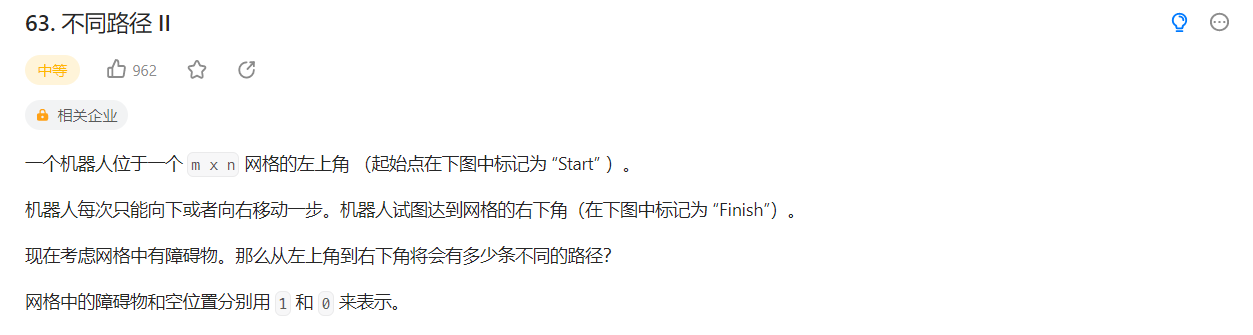 63. 不同路径 II
中等 962
相关企业
一个机器人位于一个 m x n 网格的左上角 （起始点在下图中标记为 “Start” ）。
机器人每次只能向下或者向右移动一步。机器人试图达到网格的右下角（在下图中标记为 “Finish”）。
现在考虑网格中有障碍物。那么从左上角到右下角将会有多少条不同的路径？
网格中的障碍物和空位置分别用 1 和 0 来表示。